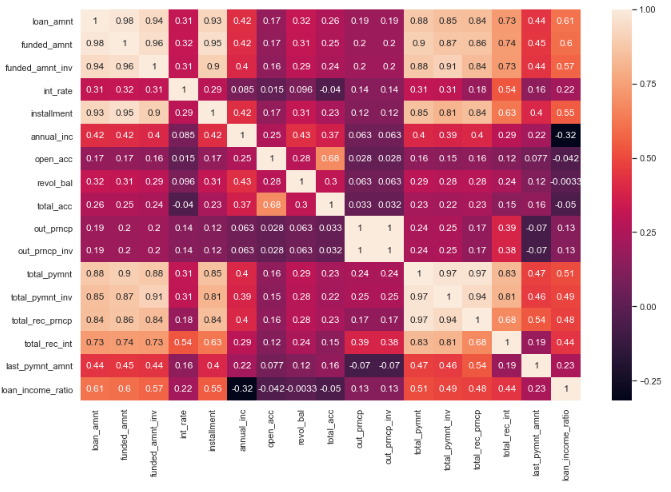 loan_amnt 1 0.98 0.94 0.31 0.93 0.42 0.17 0.32 0.26 0.19 0.19 0.88 0.85 0.84 0.73 0.44 0.61
funded_amnt 0.98 1 0.96 0.32 0.95 0.42 0.17 0.31 0.25 0.2 0.2 0.9 0.87 0.86 0.74 0.45 0.6
funded_amnt_inv 0.94 0.96 1 0.31 0.9 0.4 0.16 0.29 0.24 0.2 0.2 0.88 0.91 0.84 0.73 0.44 0.57
int_rate 0.31 0.32 0.31 1 0.29 0.085 0.015 0.096 -0.04 0.14 0.14 0.31 0.31 0.18 0.54 0.16 0.22
installment 0.93 0.95 0.9 0.29 1 0.42 0.17 0.31 0.23 0.12 0.12 0.85 0.81 0.84 0.63 0.4 0.55
annual_inc 0.42 0.42 0.4 0.085 0.42 1 0.25 0.43 0.37 0.063 0.063 0.4 0.39 0.4 0.29 0.22 -0.32
open_acc 0.17 0.17 0.16 0.015 0.17 0.25 1 0.28 0.68 0.028 0.028 0.16 0.15 0.16 0.12 0.077 -0.042
revol_bal 0.32 0.31 0.29 0.096 0.31 0.43 0.28 1 0.3 0.063 0.063 0.29 0.28 0.28 0.24 0.12 -0.0033
total_acc 0.26 0.25 0.24 -0.04 0.23 0.37 0.68 0.3 1 0.033 0.032 0.23 0.22 0.23 0.15 0.16 -0.05
out_prncp 0.19 0.2 0.2 0.14 0.12 0.063 0.028 0.063 0.033 1 1 0.24 0.25 0.17 0.39 -0.07 0.13
out_prncp_inv 0.19 0.2 0.2 0.14 0.12 0.063 0.028 0.063 0.032 1 1 0.24 0.25 0.17 0.38 -0.07 0.13
total_pymnt 0.88 0.9 0.88 0.31 0.85 0.4 0.16 0.29 0.23 0.24 0.24 1 0.97 0.97 0.83 0.47 0.51
total_pymnt_inv 0.85 0.87 0.91 0.31 0.81 0.39 0.15 0.28 0.22 0.25 0.25 0.97 1 0.94 0.81 0.46 0.49
total_rec_prncp 0.84 0.86 0.84 0.18 0.84 0.4 0.16 0.28 0.23 0.17 0.17 0.97 0.94 1 0.68 0.54 0.48
total_rec_int 0.73 0.74 0.73 0.54 0.63 0.29 0.12 0.24 0.15 0.39 0.38 0.83 0.81 0.68 1 0.19 0.44
last_pymnt_amnt 0.44 0.45 0.44 0.16 0.4 0.22 0.077 0.12 0.16 -0.07 -0.07 0.47 0.46 0.54 0.19 1 0.23
loan_income_ratio 0.61 0.6 0.57 0.22 0.55 -0.32 -0.042 -0.0033 -0.05 0.13 0.13 0.51 0.49 0.48 0.44 0.23 1
loan_amnt
funded_amnt
funded_amnt_inv
int_rate
installment
annual_inc
open_acc
revol_bal
total_acc
out_prncp
out_prncp_inv
total_pymnt
total_pymnt_inv
total_rec_prncp
total_rec_int
last_pymnt_amnt
loan_income_ratio
1.00
0.75
0.50
0.25
0.00
−0.25